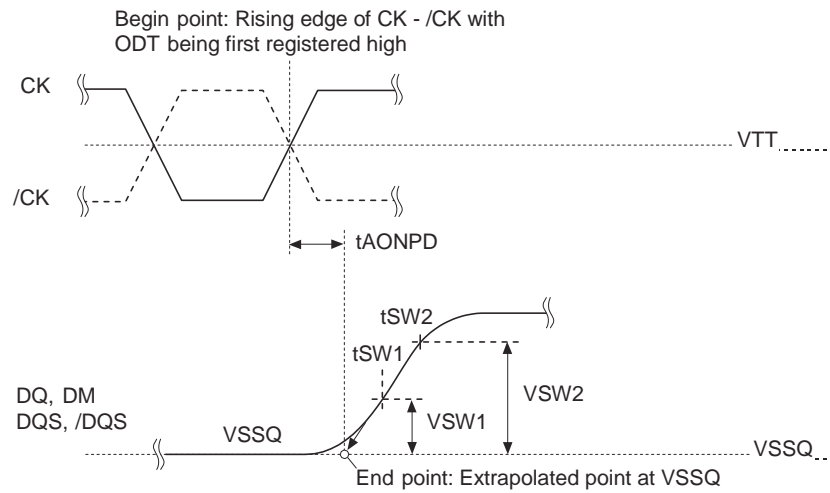 Begin point: Rising edge of CK - /CK with
ODT being first registered high
CK
VTT
/CK
tAONPD
tSW2
tSW1
DQ, DM
DQS, /DQS
VSW2
VSW1
VSSQ
VSSQ
End point: Extrapolated point at VSSQ